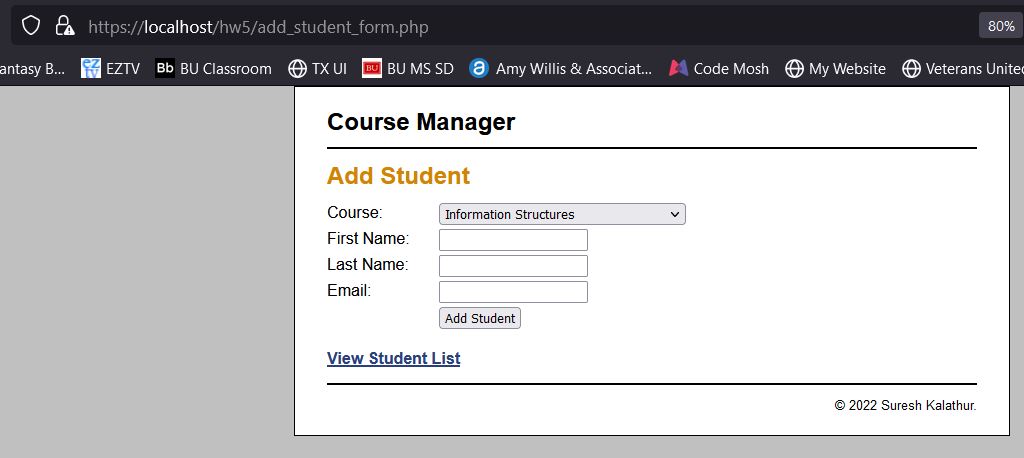 https://localhost/hw5/add_student_form.php 80%
antasy B... EZTV Bb BU Classroom TX UI BU BU MS SD a Amy Willis & Associat... Code Mosh My Website Veterans Unite
Course Manager
Add Student
Course: Information Structures
First Name:
Last Name:
Email:
Add Student
View Student List
© 2022 Suresh Kalathur.